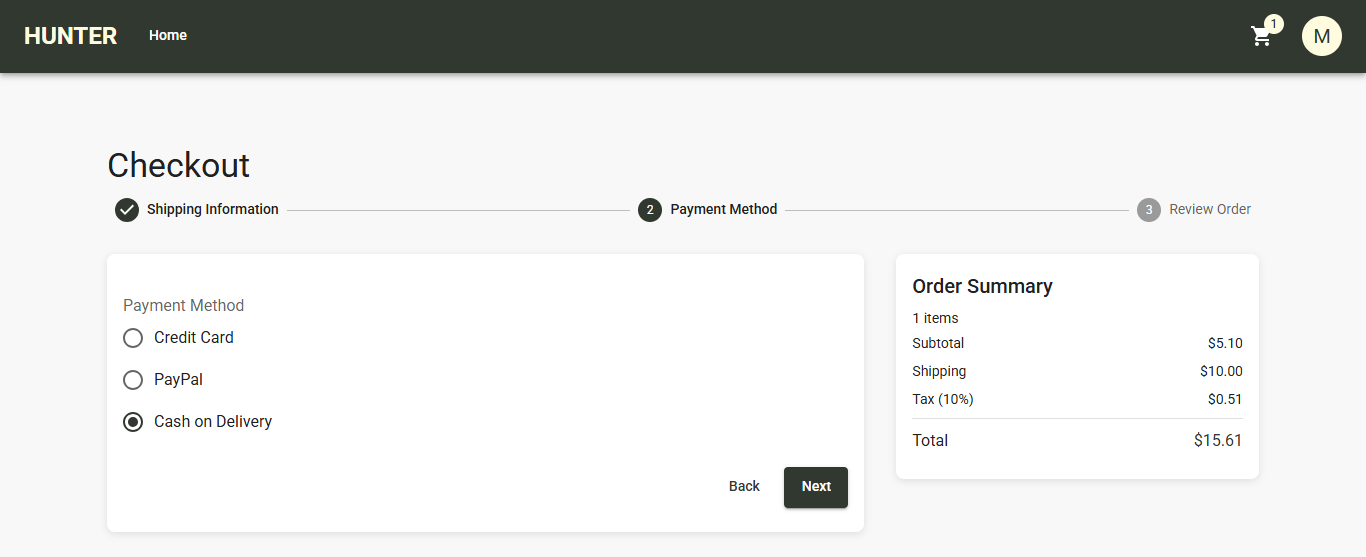 HUNTER Home 1 M
Checkout
Shipping Information 2 Payment Method 3 Review Order
Payment Method
Credit Card
PayPal
Cash on Delivery
Back Next
Order Summary
1 items
Subtotal $5.10
Shipping $10.00
Tax (10%) $0.51
Total $15.61